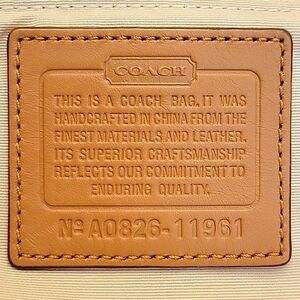 COACH
THIS IS A COACH BAG. IT WAS
HANDCRAFTED IN CHINA FROM THE
FINEST MATERIALS AND LEATHER.
ITS SUPERIOR CRAFTSMANSHIP
REFLECTS OUR COMMITMENT TO
ENDURING QUALITY.
Nº A0826-11961